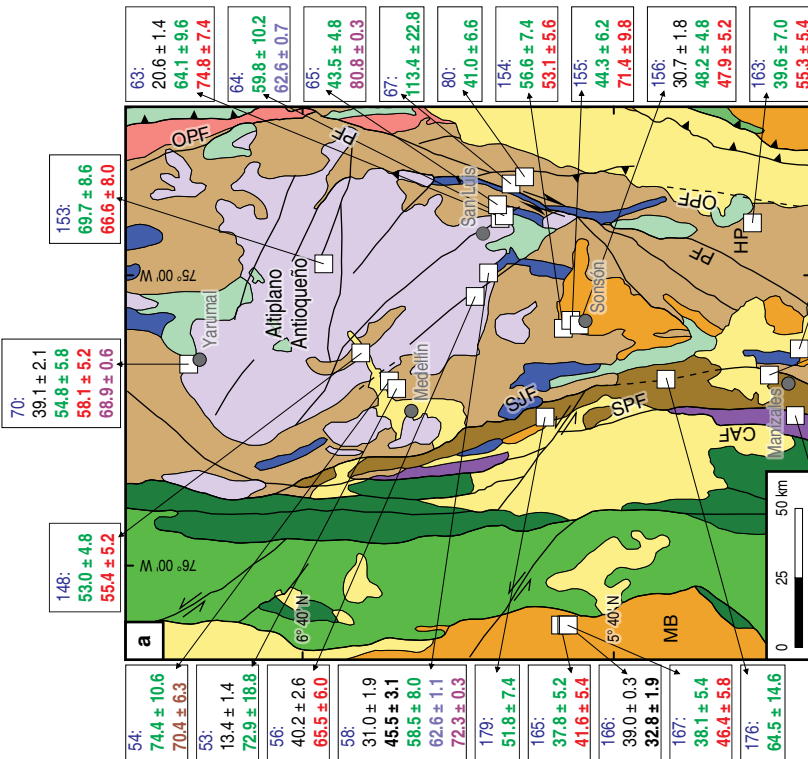 70:
39.1 ± 2.1
54.8 ± 5.8
58.1 ± 5.2
68.9 ± 0.6
148:
53.0 ± 4.8
55.4 ± 5.2
153:
69.7 ± 8.6
66.6 ± 8.0
54:
74.4 ± 10.6
70.4 ± 6.3
53:
13.4 ± 1.4
72.9 ± 18.8
56:
40.2 ± 2.6
65.5 ± 6.0
58:
31.0 ± 1.9
45.5 ± 3.1
58.5 ± 8.0
62.6 ± 1.1
72.3 ± 0.3
179:
51.8 ± 7.4
165:
37.8 ± 5.2
41.6 ± 5.4
166:
39.0 ± 0.3
32.8 ± 1.9
167:
38.1 ± 5.4
46.4 ± 5.8
176:
64.5 ± 14.6
63:
20.6 ± 1.4
64.1 ± 9.6
74.8 ± 7.4
64:
59.8 ± 10.2
62.6 ± 0.7
65:
43.5 ± 4.8
80.8 ± 0.3
67:
113.4 ± 22.8
80:
41.0 ± 6.6
154:
56.6 ± 7.4
53.1 ± 5.6
155:
44.3 ± 6.2
71.4 ± 9.8
156:
30.7 ± 1.8
48.2 ± 4.8
47.9 ± 5.2
163:
39.6 ± 7.0
55.3 ± 5.4
a
76° 00' W
75° 00' W
6° 40' N
5° 40' N
OPF
PF
Yarumal
Altiplano
Antioqueño
San Luis
Medellín
SJF
SPF
Sonsón
OPF
PF
HP
CAF
Manizales
MB
0 25 50 km